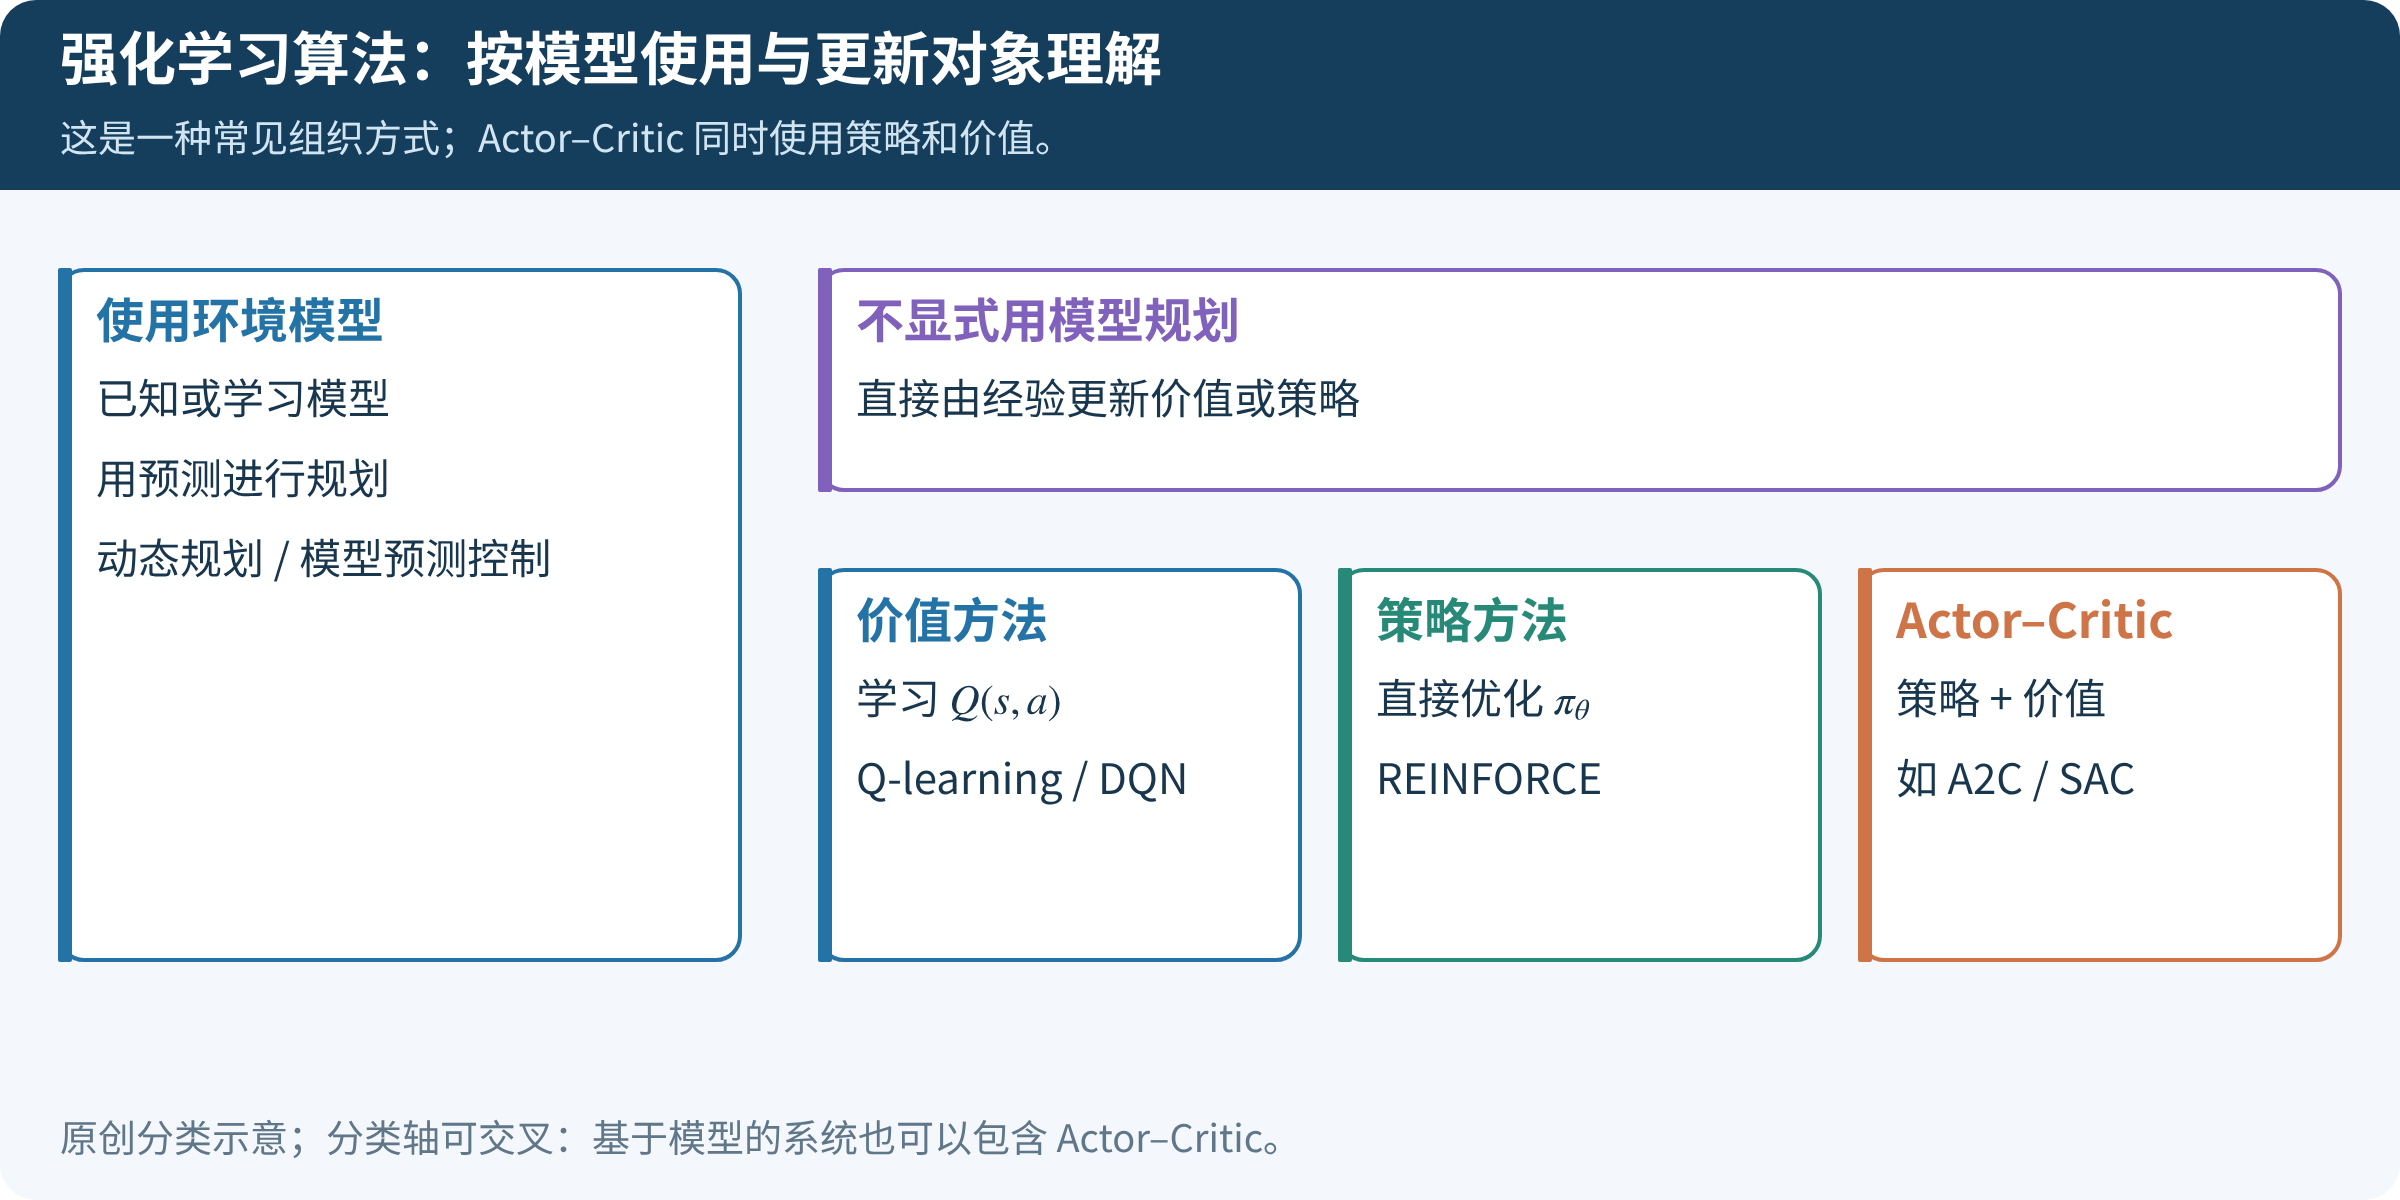 强化学习算法：按模型使用与更新对象理解
这是一种常见组织方式；Actor–Critic 同时使用策略和价值。
使用环境模型
已知或学习模型
用预测进行规划
动态规划 / 模型预测控制
不显式用模型规划
直接由经验更新价值或策略
价值方法
学习 Q(s, a)
Q-learning / DQN
策略方法
直接优化 π_θ
REINFORCE
Actor–Critic
策略 + 价值
如 A2C / SAC
原创分类示意；分类轴可交叉：基于模型的系统也可以包含 Actor–Critic。